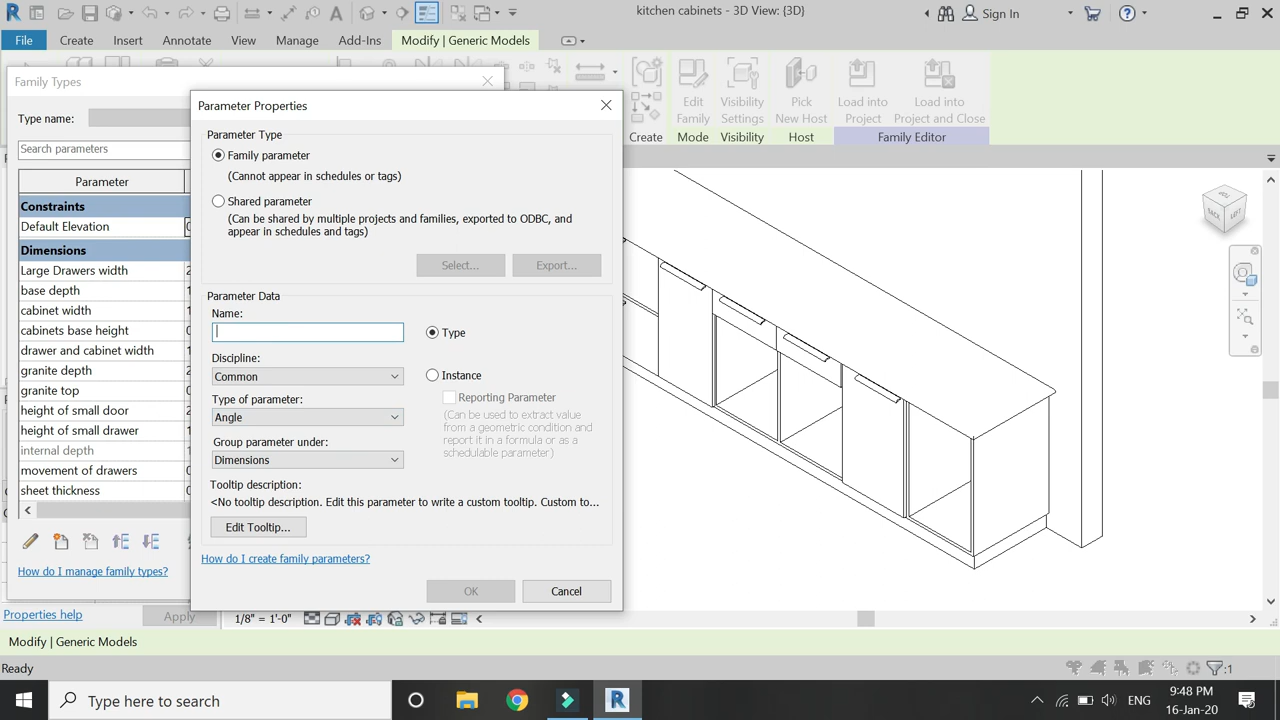 kitchen cabinets - 3D View: {3D}
Sign In
File
Create
Insert
Annotate
View
Manage
Add-Ins
Modify | Generic Models
Edit Family
Visibility Settings
Pick New Host
Load into Project
Load into Project and Close
Create
Mode
Visibility
Host
Family Editor
Family Types
Type name:
Search parameters
Parameter
Constraints
Default Elevation
Dimensions
Large Drawers width
base depth
cabinet width
cabinets base height
drawer and cabinet width
granite depth
granite top
height of small door
height of small drawer
internal depth
movement of drawers
sheet thickness
How do I manage family types?
Properties help
Apply
Parameter Properties
Parameter Type
Family parameter
(Cannot appear in schedules or tags)
Shared parameter
(Can be shared by multiple projects and families, exported to ODBC, and
appear in schedules and tags)
Select...
Export...
Parameter Data
Name:
Type
Discipline:
Common
Instance
Type of parameter:
Reporting Parameter
Angle
(Can be used to extract value
from a geometric condition and
report it in a formula or as a
schedulable parameter)
Group parameter under:
Dimensions
Tooltip description:
<No tooltip description. Edit this parameter to write a custom tooltip. Custom to...
Edit Tooltip...
How do I create family parameters?
OK
Cancel
BACK
LEFT
1/8" = 1'-0"
Modify | Generic Models
Ready
:1
Type here to search
ENG
9:48 PM
16-Jan-20